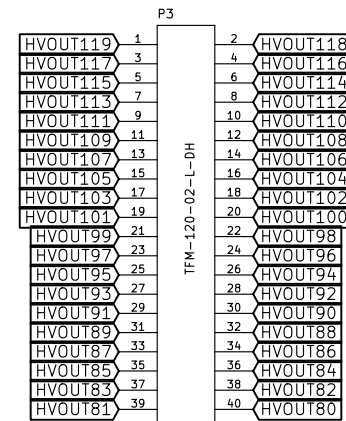 P3
HVOUT119 1 2 HVOUT118
HVOUT117 3 4 HVOUT116
HVOUT115 5 6 HVOUT114
HVOUT113 7 8 HVOUT112
HVOUT111 9 10 HVOUT110
HVOUT109 11 12 HVOUT108
HVOUT107 13 14 HVOUT106
HVOUT105 15 16 HVOUT104
HVOUT103 17 18 HVOUT102
HVOUT101 19 20 HVOUT100
HVOUT99 21 22 HVOUT98
HVOUT97 23 24 HVOUT96
HVOUT95 25 26 HVOUT94
HVOUT93 27 28 HVOUT92
HVOUT91 29 30 HVOUT90
HVOUT89 31 32 HVOUT88
HVOUT87 33 34 HVOUT86
HVOUT85 35 36 HVOUT84
HVOUT83 37 38 HVOUT82
HVOUT81 39 40 HVOUT80
TFM-120-02-L-DH